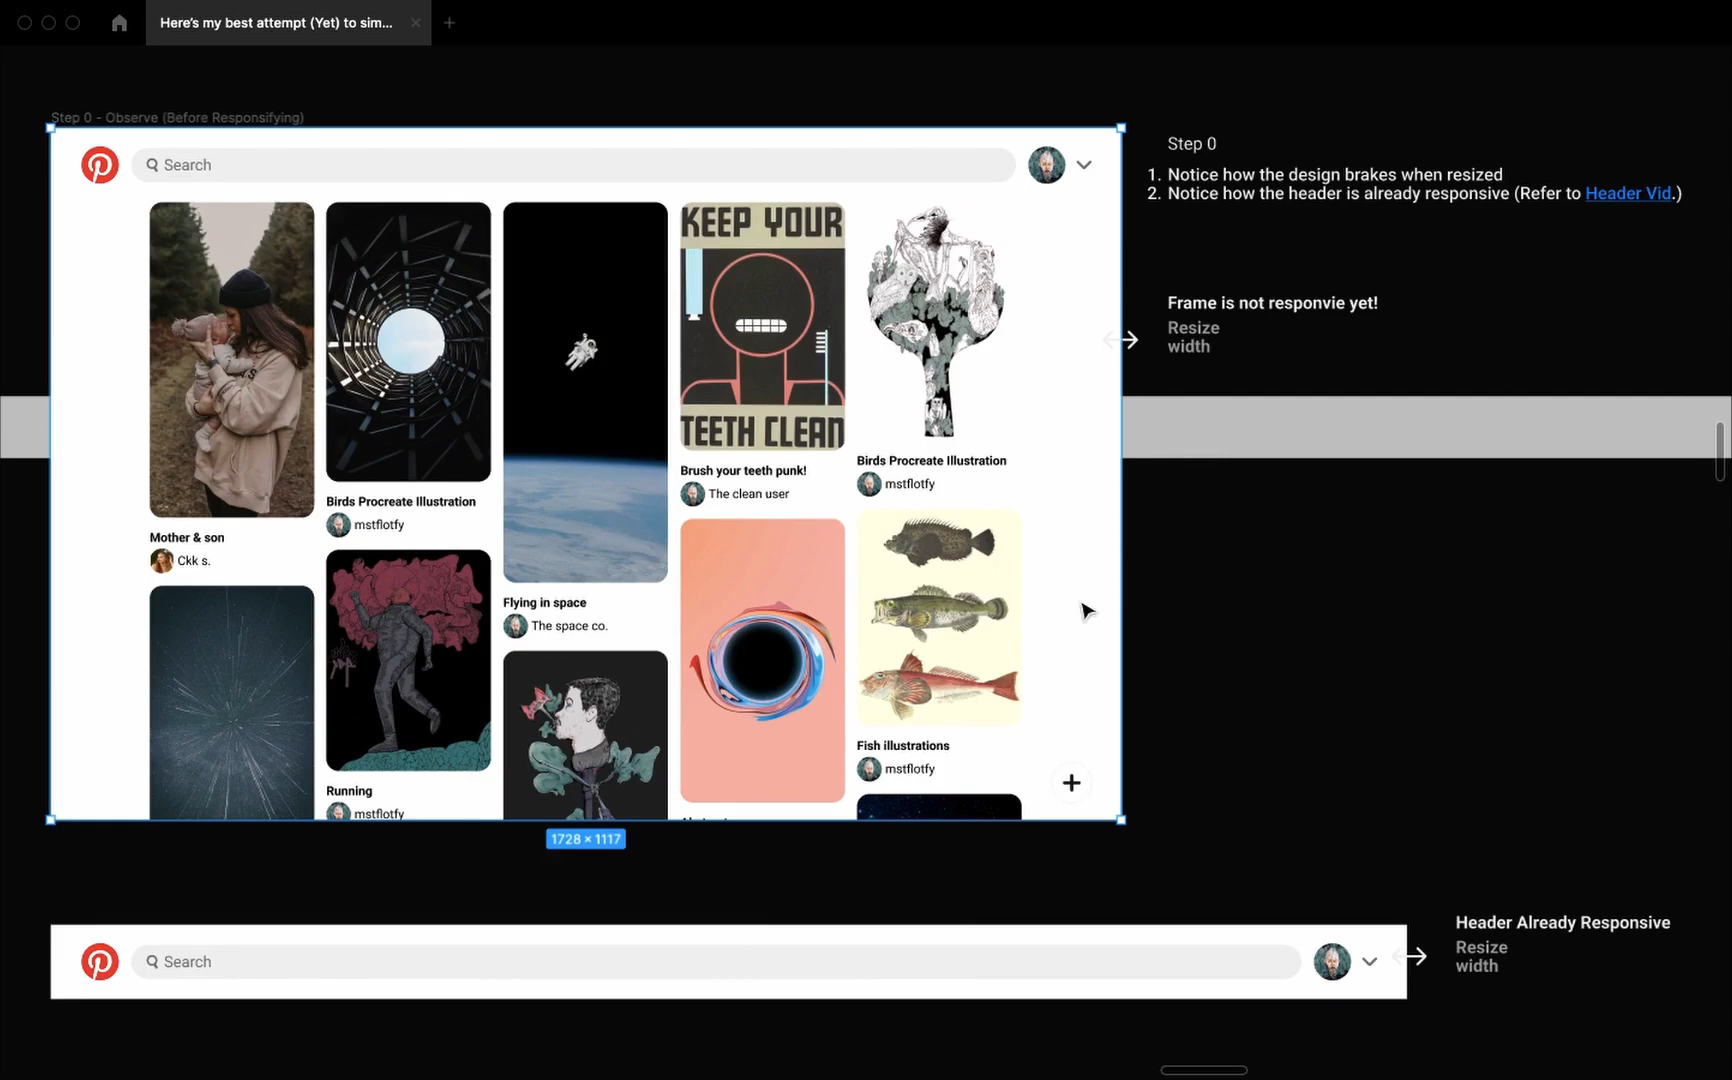 Here's my best attempt (Yet) to sim...
Step 0 - Observe (Before Responsifying)
Search
Step 0
1. Notice how the design brakes when resized
2. Notice how the header is already responsive (Refer to Header Vid.)
KEEP YOUR
TEETH CLEAN
Frame is not responvie yet!
Resize
width
Mother & son
Ckk s.
Birds Procreate Illustration
mstflotfy
Running
mstflotfy
Flying in space
The space co.
Brush your teeth punk!
The clean user
Birds Procreate Illustration
mstflotfy
Fish illustrations
mstflotfy
1728 × 1117
Search
Header Already Responsive
Resize
width